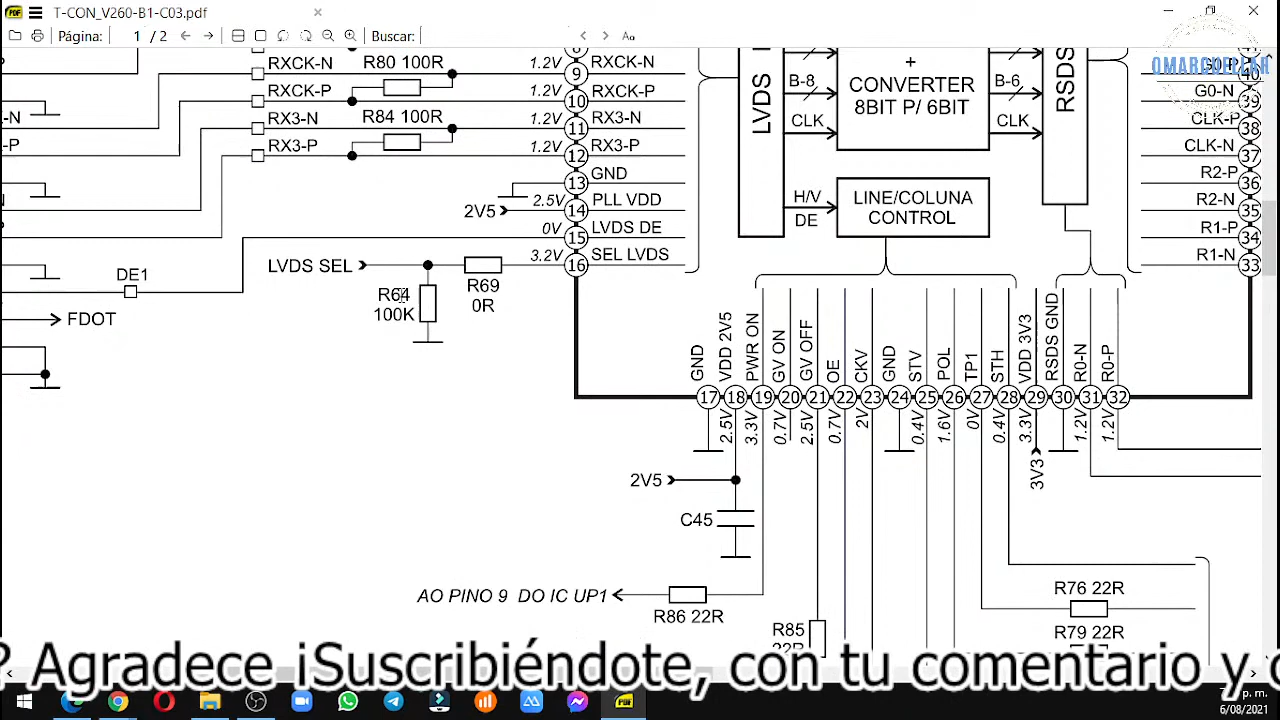 T-CON_V260-B1-C03.pdf
Página: 1 / 2
Buscar:
Aa
OMARCUELLAR
R80 100R
R84 100R
RXCK-N
RXCK-P
RX3-N
RX3-P
-N
-P
N
1.2V 9 RXCK-N
1.2V 10 RXCK-P
1.2V 11 RX3-N
1.2V 12 RX3-P
13 GND
2V5 2.5V 14 PLL VDD
0V 15 LVDS DE
LVDS SEL 3.2V 16 SEL LVDS
R64
100K
R69
0R
DE1
FDOT
LVDS
B-8
CLK
H/V
DE
+
CONVERTER
8BIT P/ 6BIT
B-6
CLK
LINE/COLUNA
CONTROL
RSDS
40
G0-N 39
CLK-P 38
CLK-N 37
R2-P 36
R2-N 35
R1-P 34
R1-N 33
GND 17
VDD 2V5 18 2.5V
PWR ON 19 3.3V
GV ON 20 0.7V
GV OFF 21 2.5V
OE 22 0.7V
CKV 23 2V
GND 24
STV 25 0.4V
POL 26 1.6V
TP1 27 0V
STH 28 0.4V
VDD 3V3 29 3.3V
RSDS GND 30
R0-N 31 1.2V
R0-P 32 1.2V
2V5
3V3
C45
AO PINO 9 DO IC UP1
R86 22R
R85
R76 22R
R79 22R
? Agradece ¡Suscribiéndote, con tu comentario y
p. m.
6/08/2021